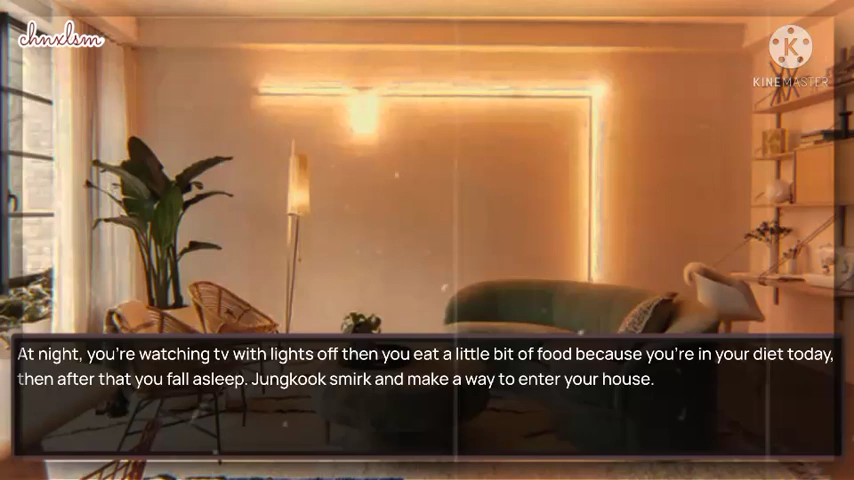 chnxlsm
K
KINEMASTER
At night, you're watching tv with lights off then you eat a little bit of food because you're in your diet today,
then after that you fall asleep. Jungkook smirk and make a way to enter your house.